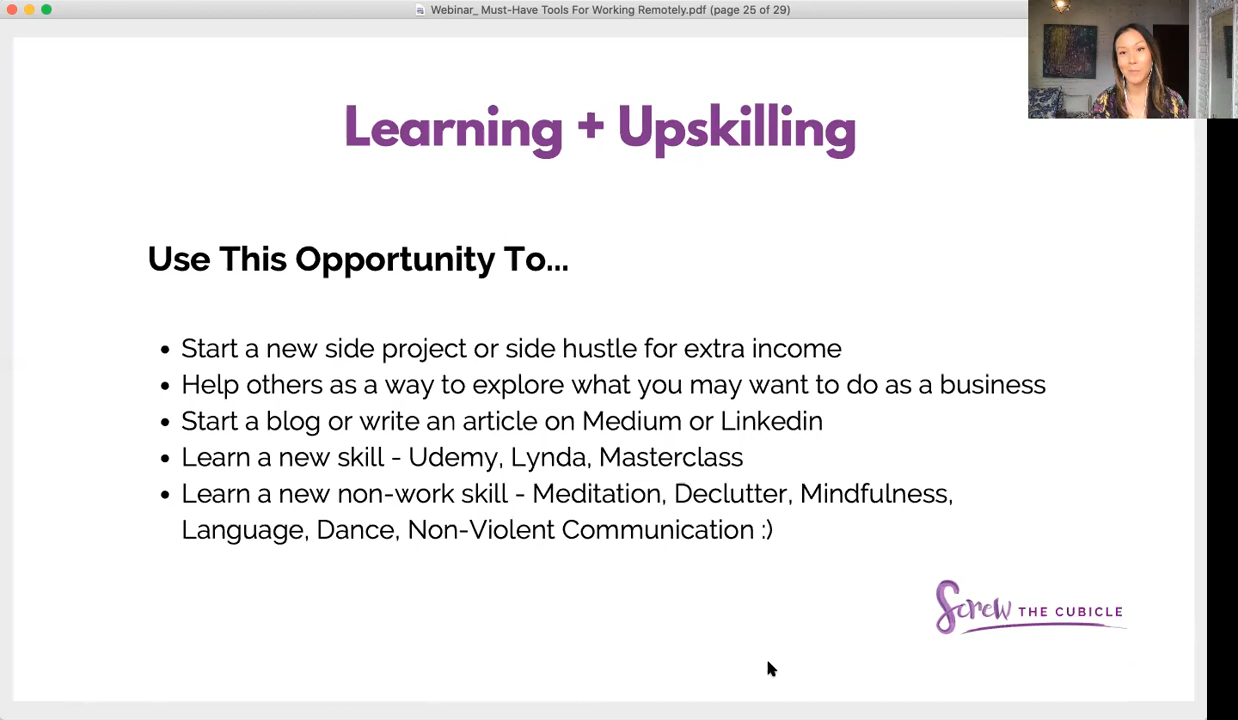 Webinar_ Must-Have Tools For Working Remotely.pdf (page 25 of 29)
Learning + Upskilling
Use This Opportunity To...
• Start a new side project or side hustle for extra income
• Help others as a way to explore what you may want to do as a business
• Start a blog or write an article on Medium or Linkedin
• Learn a new skill - Udemy, Lynda, Masterclass
• Learn a new non-work skill - Meditation, Declutter, Mindfulness,
Language, Dance, Non-Violent Communication :)
Screw THE CUBICLE